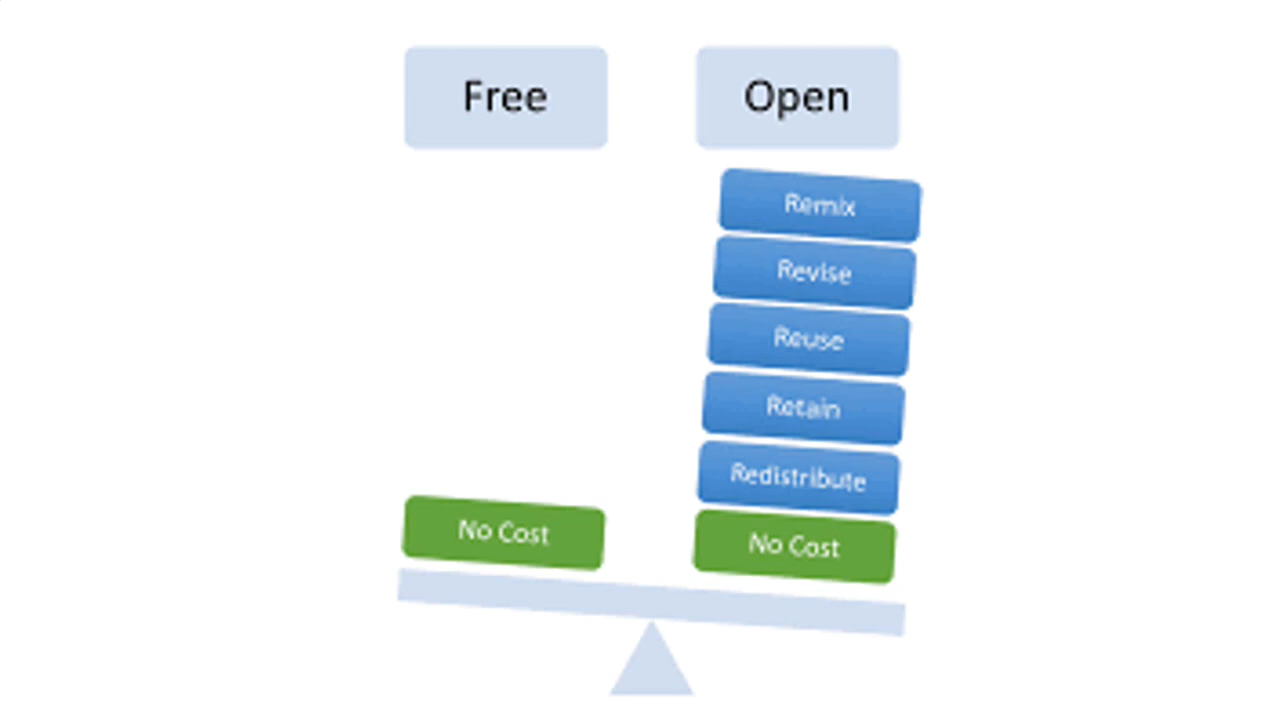 Free
Open
Remix
Revise
Reuse
Retain
Redistribute
No Cost
No Cost